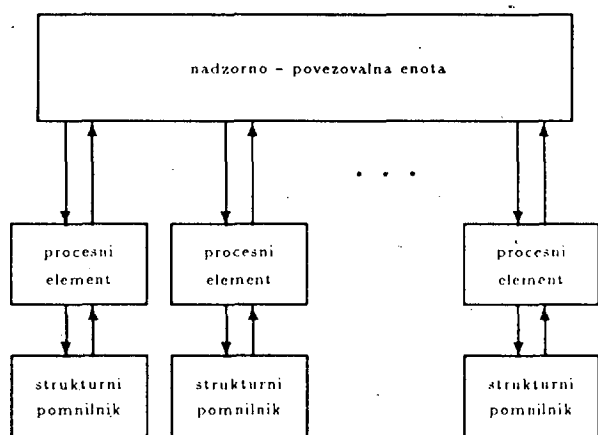 nadzorno – povezovalna enota
. . .
procesni
element
procesni
element
procesni
element
strukturni
pomnilnik
strukturni
pomnilnik
strukturni
pomnilnik